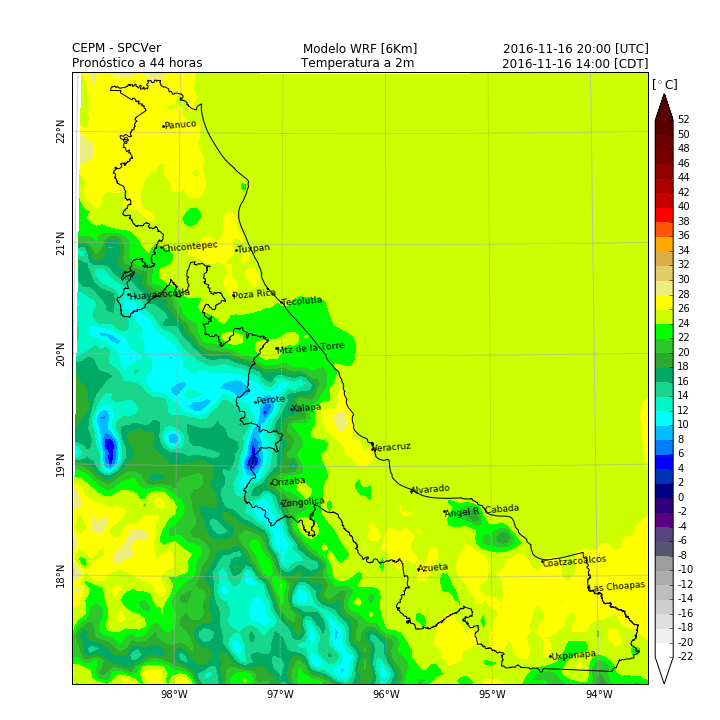 CEPM - SPCVer Modelo WRF [6Km] 2016-11-16 20:00 [UTC]
Pronóstico a 44 horas Temperatura a 2m 2016-11-16 14:00 [CDT]
[°C]
52
50
48
46
44
42
40
38
36
34
32
30
28
26
24
22
20
18
16
14
12
10
8
6
4
2
0
-2
-4
-6
-8
-10
-12
-14
-16
-18
-20
-22
22°N
21°N
20°N
19°N
18°N
Panuco
Chicontepec
Tuxpan
Huayacocotla
Poza Rica
Tecolutla
Mtz de la Torre
Perote
Xalapa
Veracruz
Orizaba
Alvarado
Zongolica
Angel R. Cabada
Azueta
Coatzacoalcos
Las Choapas
Uxpanapa
98°W 97°W 96°W 95°W 94°W